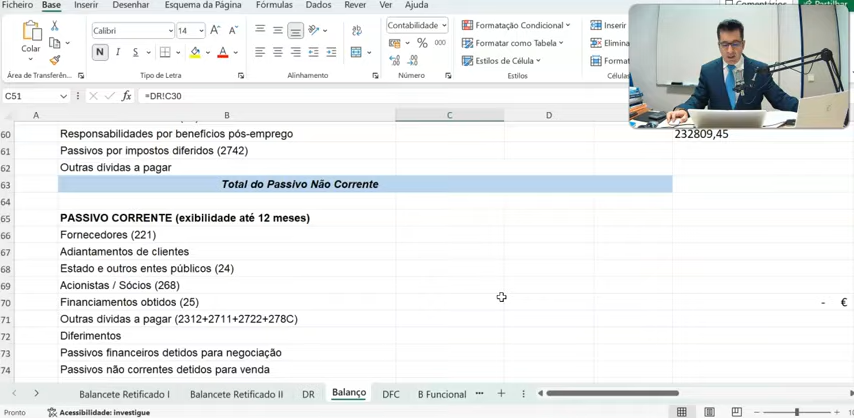 Ficheiro Base Inserir Desenhar Esquema da Página Fórmulas Dados Rever Ver Ajuda Comentários Partilhar
Colar
Calibri 14
N I S
Área de Transferên...
Tipo de Letra
Alinhamento
Contabilidade
Número
Formatação Condicional
Formatar como Tabela
Estilos de Célula
Estilos
Inserir
Elimina
Format
Células
C51 fx =DR!C30
A B C D
60 Responsabilidades por benefícios pós-emprego 232809,45
61 Passivos por impostos diferidos (2742)
62 Outras dívidas a pagar
63 Total do Passivo Não Corrente
64
65 PASSIVO CORRENTE (exibilidade até 12 meses)
66 Fornecedores (221)
67 Adiantamentos de clientes
68 Estado e outros entes públicos (24)
69 Acionistas / Sócios (268)
70 Financiamentos obtidos (25) - €
71 Outras dívidas a pagar (2312+2711+2722+278C)
72 Diferimentos
73 Passivos financeiros detidos para negociação
74 Passivos não correntes detidos para venda
Balancete Retificado I Balancete Retificado II DR Balanço DFC B Funcional ...
Pronto Acessibilidade: investigue